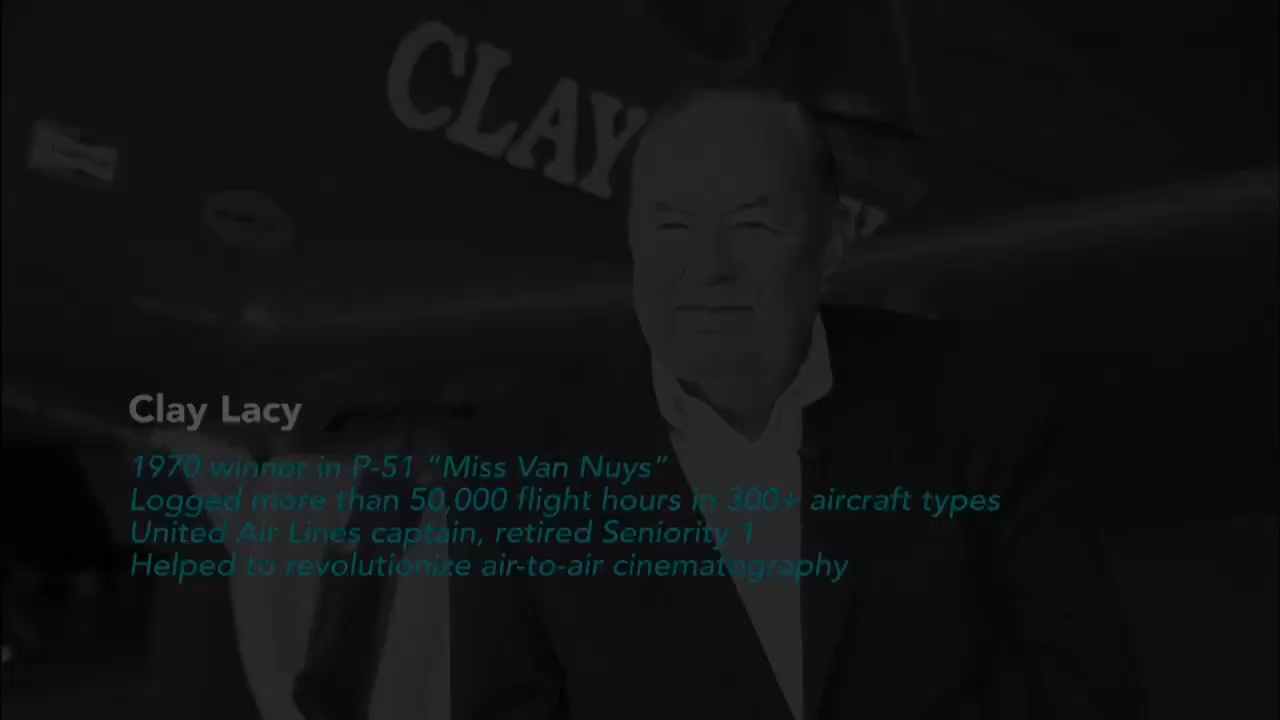 CLAY
Clay Lacy
1970 winner in P-51 “Miss Van Nuys”
Logged more than 50,000 flight hours in 300+ aircraft types
United Air Lines captain, retired Seniority 1
Helped to revolutionize air-to-air cinematography